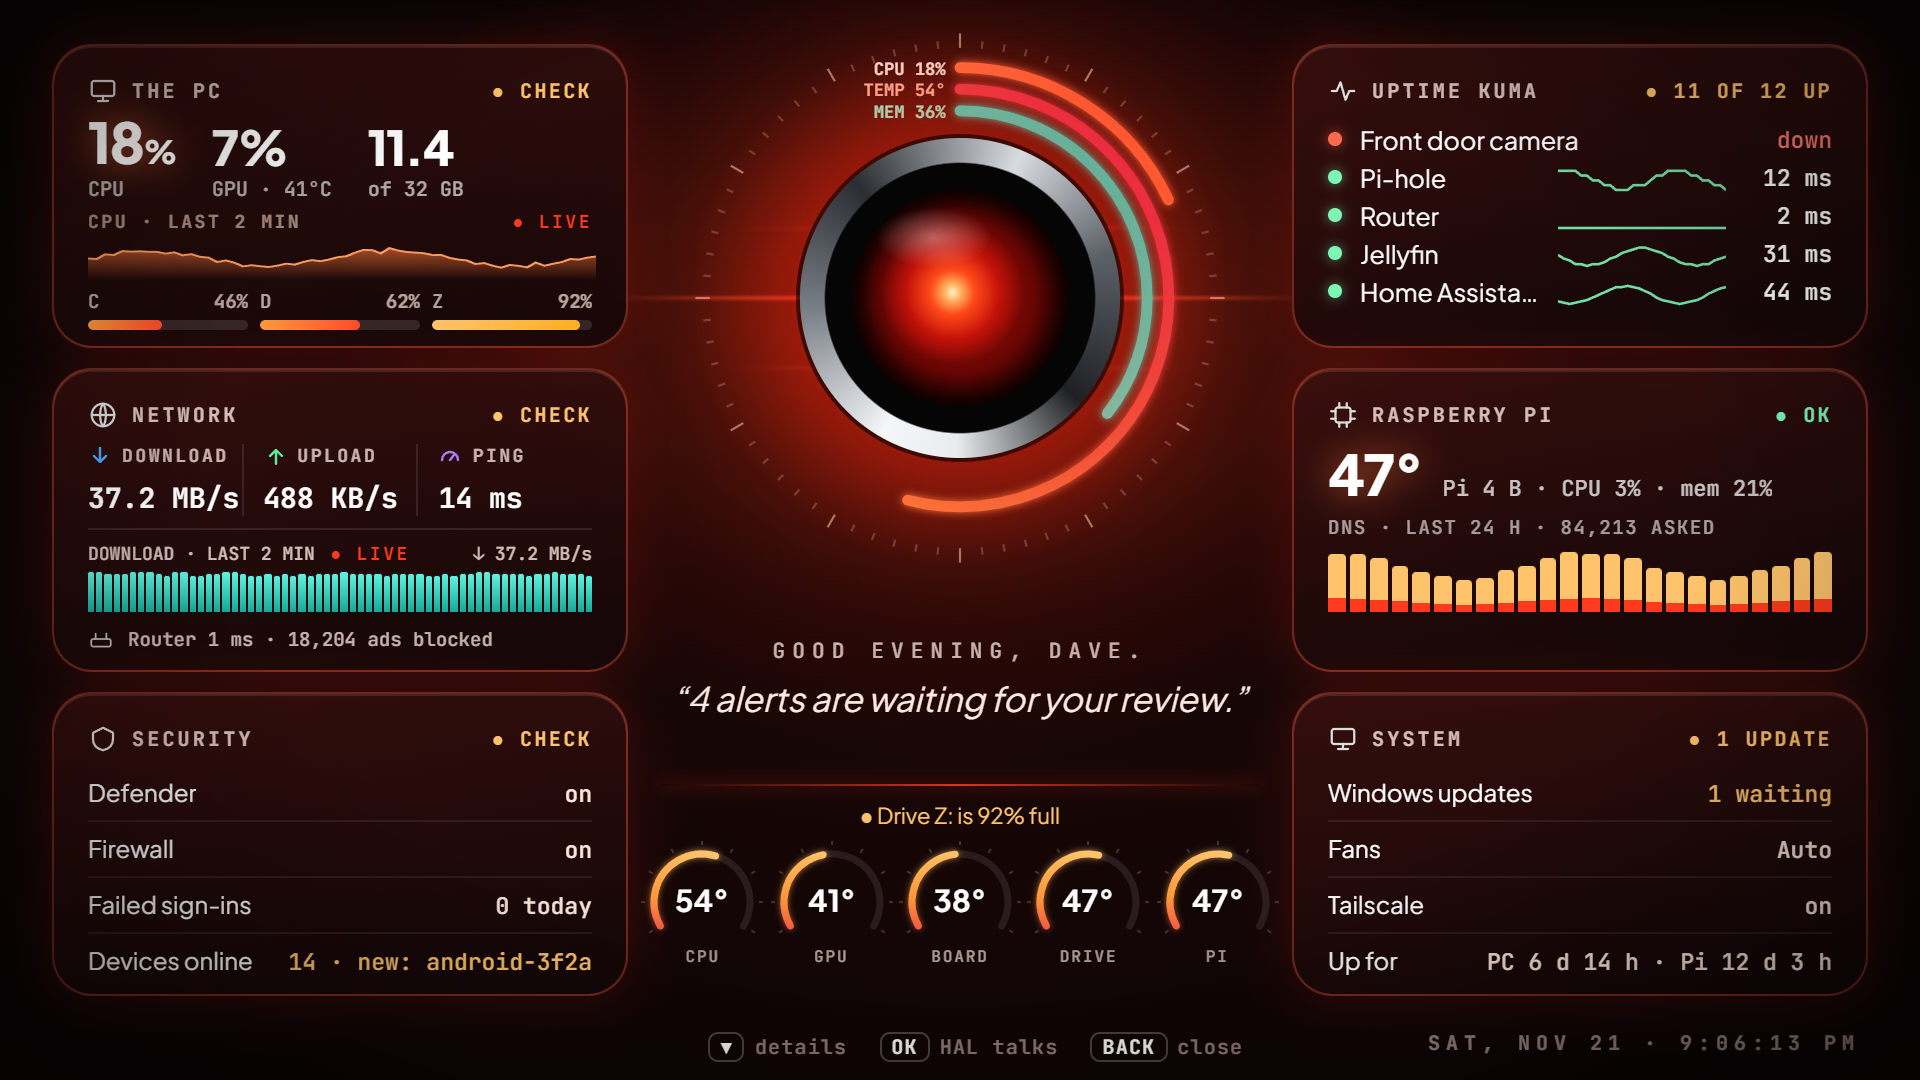 THE PC
CHECK
18% 7% 11.4
CPU GPU · 41°C of 32 GB
CPU · LAST 2 MIN
LIVE
C 46% D 62% Z 92%
NETWORK
CHECK
DOWNLOAD UPLOAD PING
37.2 MB/s 488 KB/s 14 ms
DOWNLOAD · LAST 2 MIN LIVE ↓ 37.2 MB/s
Router 1 ms · 18,204 ads blocked
SECURITY
CHECK
Defender on
Firewall on
Failed sign-ins 0 today
Devices online 14 · new: android-3f2a
CPU 18%
TEMP 54°
MEM 36%
GOOD EVENING, DAVE.
“4 alerts are waiting for your review.”
Drive Z: is 92% full
54° 41° 38° 47° 47°
CPU GPU BOARD DRIVE PI
▼ details OK HAL talks BACK close
UPTIME KUMA
11 OF 12 UP
Front door camera down
Pi-hole 12 ms
Router 2 ms
Jellyfin 31 ms
Home Assista… 44 ms
RASPBERRY PI
OK
47° Pi 4 B · CPU 3% · mem 21%
DNS · LAST 24 H · 84,213 ASKED
SYSTEM
1 UPDATE
Windows updates 1 waiting
Fans Auto
Tailscale on
Up for PC 6 d 14 h · Pi 12 d 3 h
SAT, NOV 21 · 9:06:13 PM